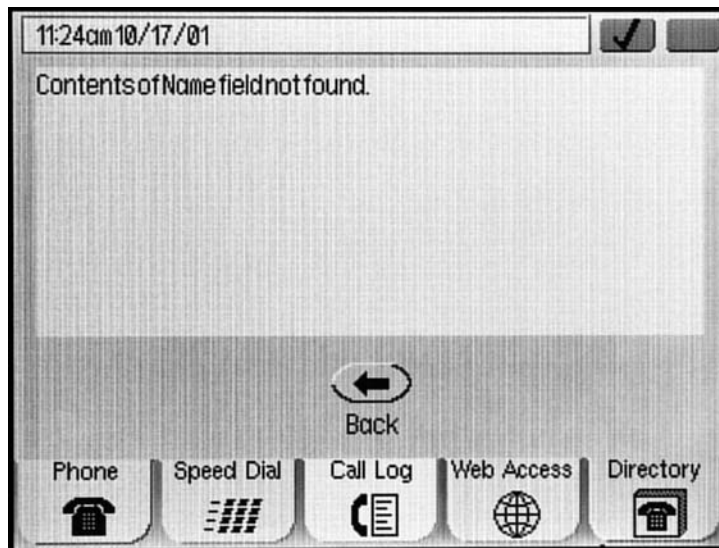 11:24am 10/17/01
Contents of Name field not found.
Back
Phone Speed Dial Call Log Web Access Directory